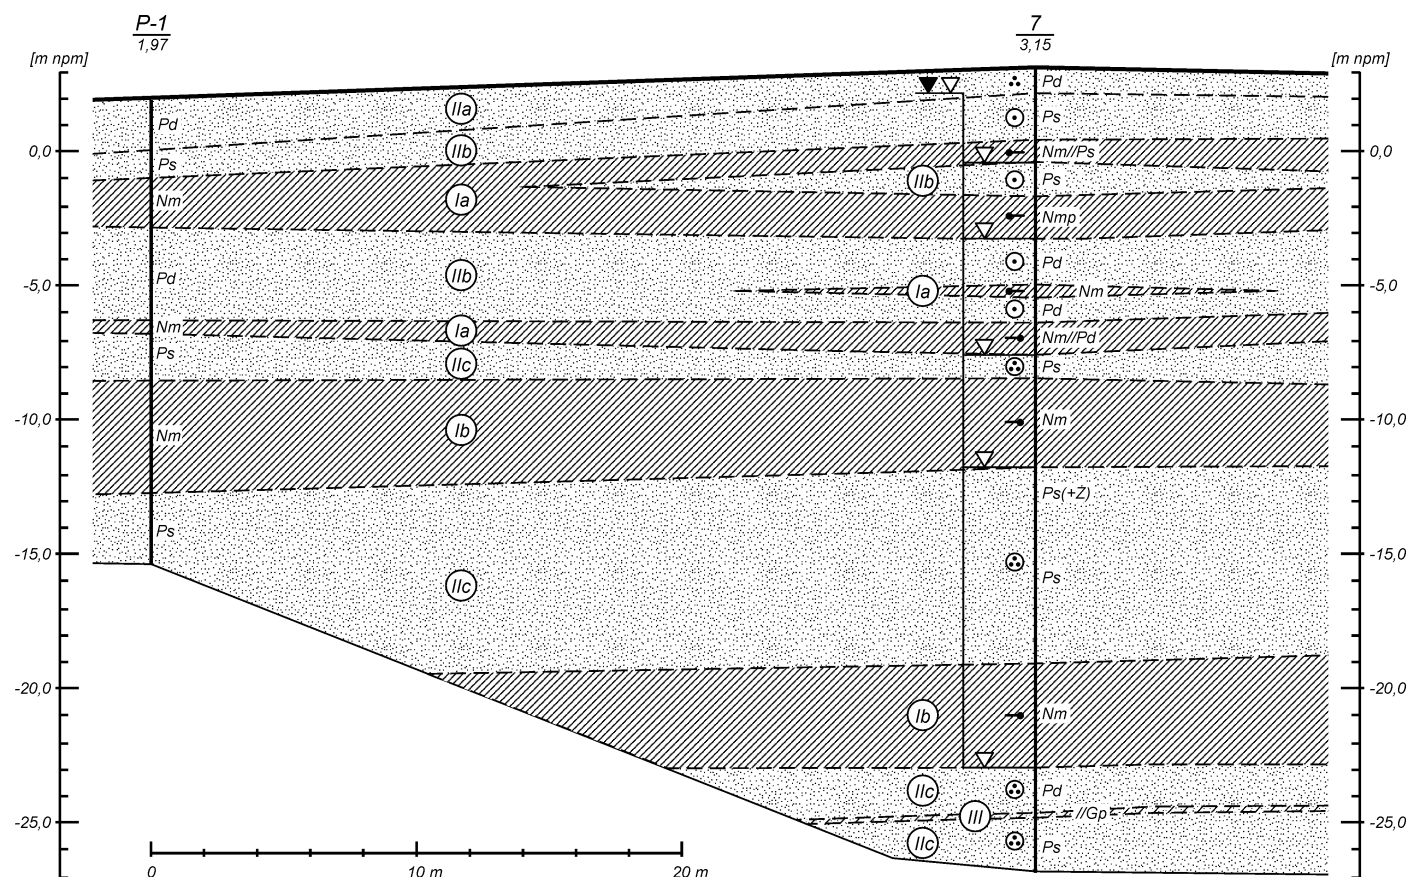 P-1
1,97
7
3,15
[m npm]
[m npm]
Pd
IIa
Pd
Ps
0,0
Ps
IIb
Nm//Ps
0,0
Nm
Ia
IIb
Ps
Nmp
Pd
IIb
Pd
-5,0
Ia
Nm
-5,0
Nm
Ia
Pd
Nm//Pd
Ps
IIc
Ps
-10,0
Nm
Ib
Nm
-10,0
Ps(+Ż)
Ps
-15,0
IIc
Ps
-15,0
-20,0
Ib
Nm
-20,0
IIc
Pd
-25,0
III
//Gp
-25,0
IIc
Ps
0
10 m
20 m